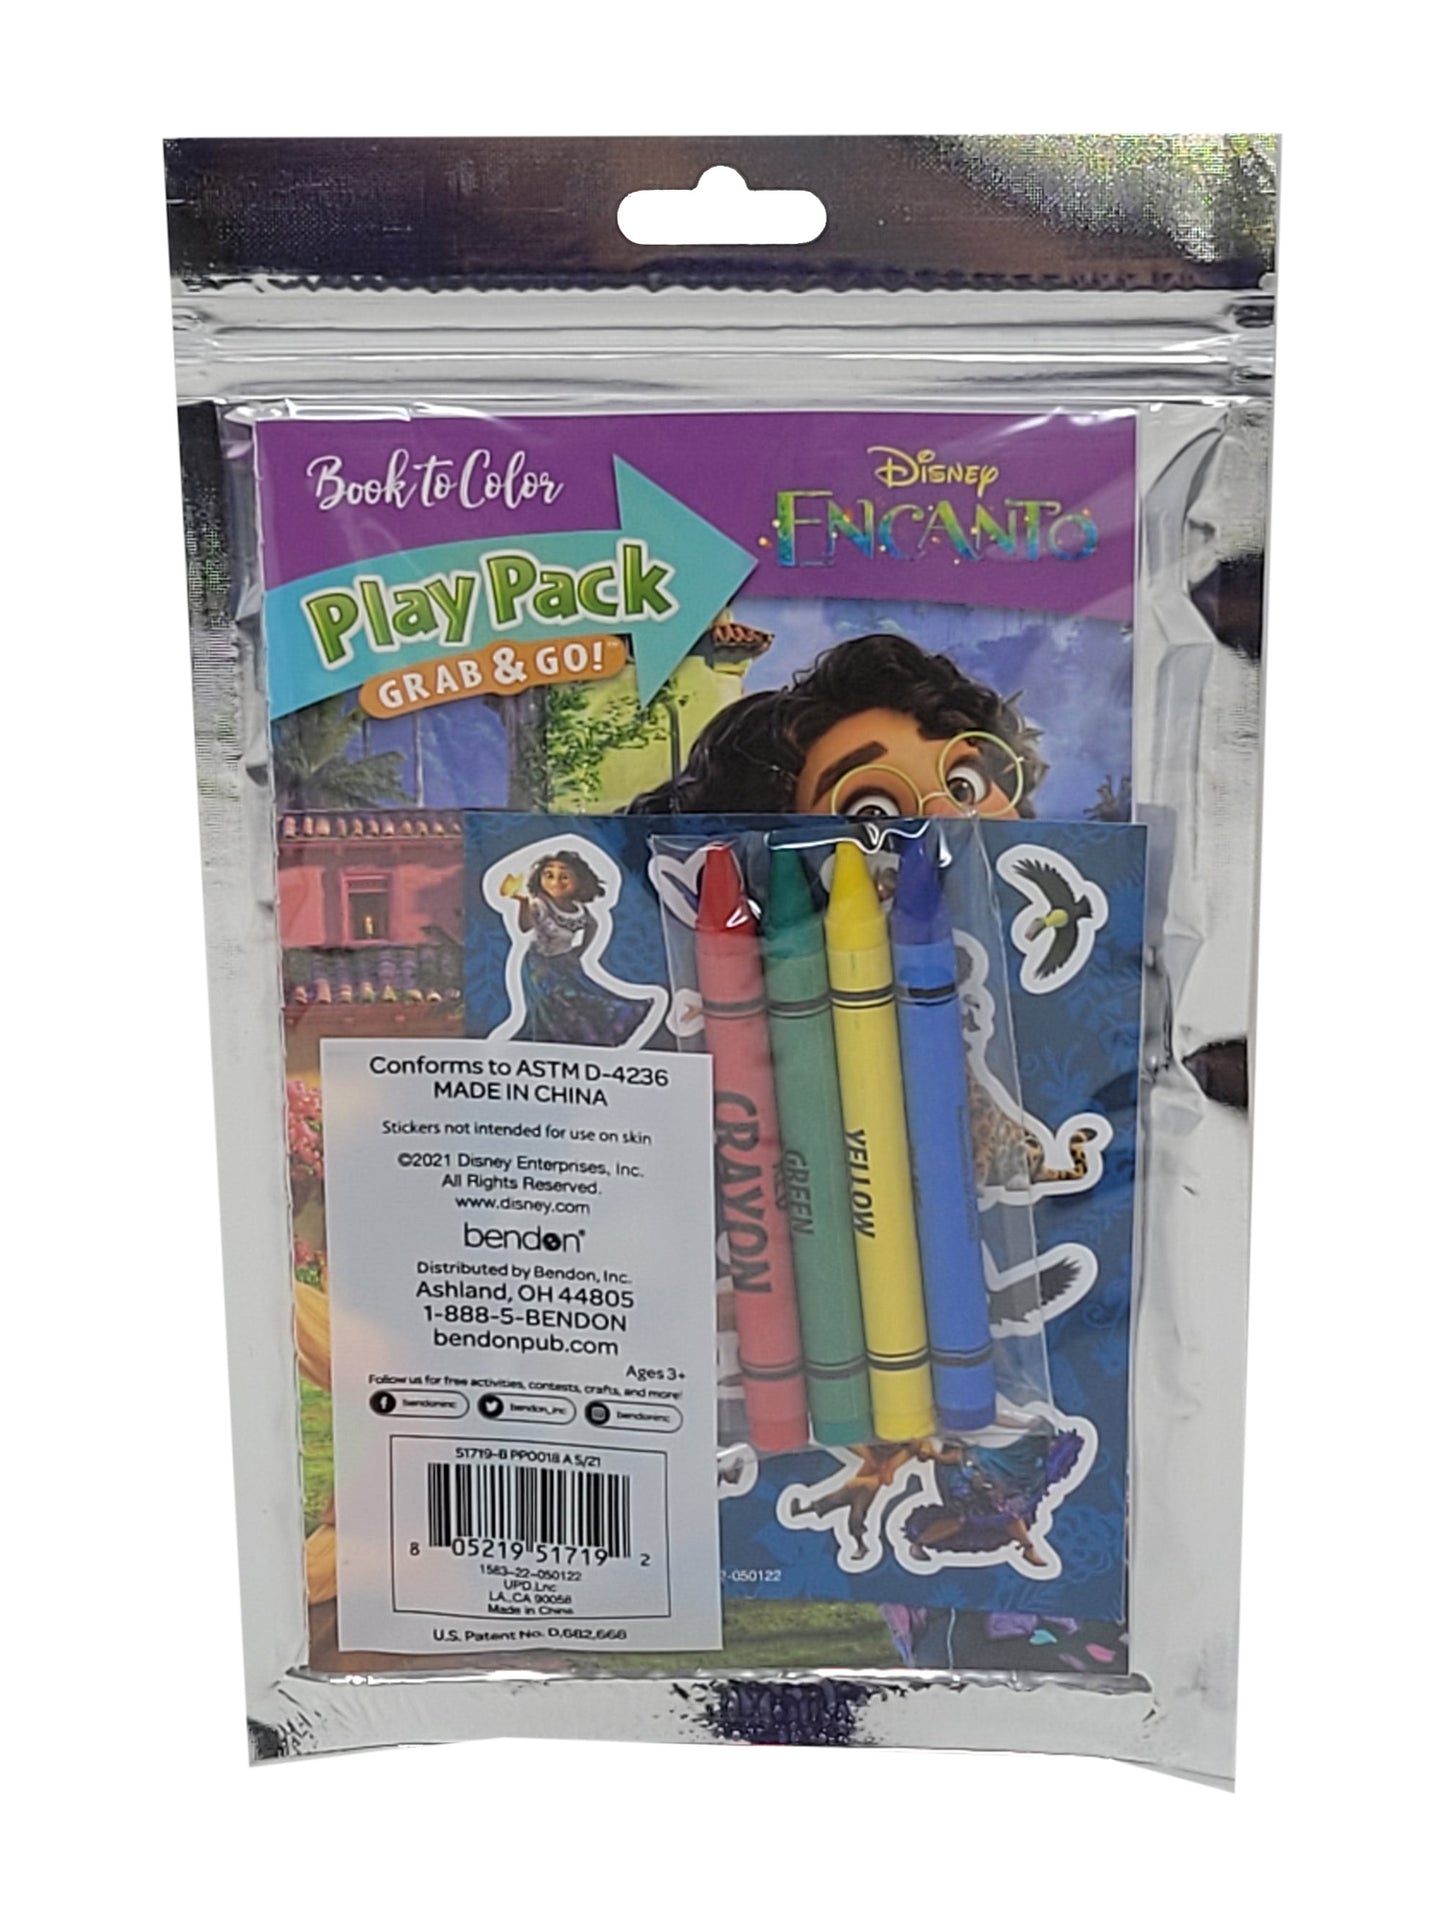 Book to Color
Disney
ENCANTO
Play Pack
GRAB & GO!™
Conforms to ASTM D-4236
MADE IN CHINA
Stickers not intended for use on skin
©2021 Disney Enterprises, Inc.
All Rights Reserved.
www.disney.com
bendon®
Distributed by Bendon, Inc.
Ashland, OH 44805
1-888-5-BENDON
bendonpub.com
Ages 3+
Follow us for free activities, contests, crafts, and more!
bendoninc bendon_inc bendoninc
51719-B PP0018 A 5/21
8 05219 51719 2
1563-22-050122
UPD.Inc
LA.,CA 90058
Made in China
U.S. Patent No. D,682,668
CRAYON
GREEN
YELLOW
-050122